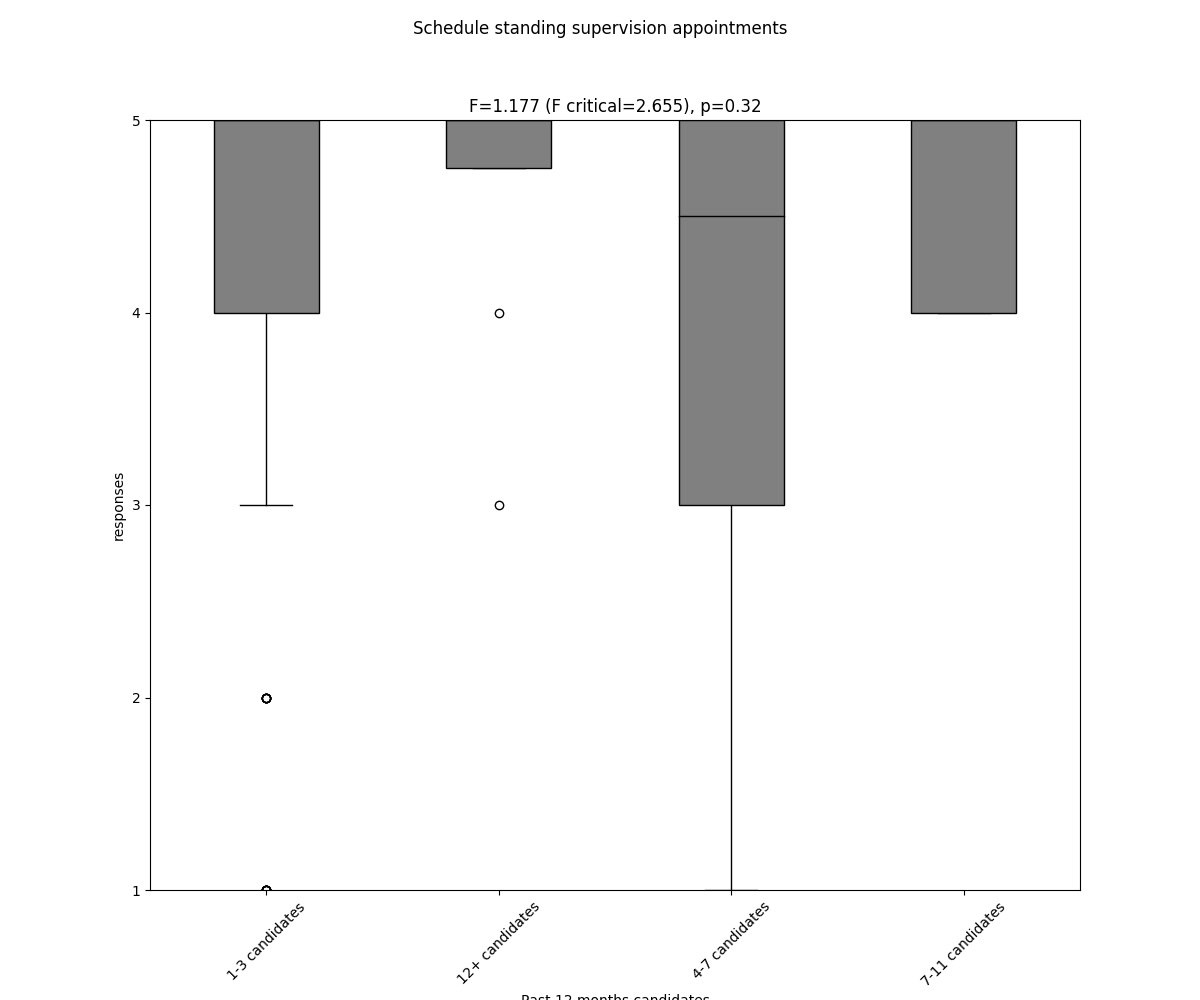 Schedule standing supervision appointments
F=1.177 (F critical=2.655), p=0.32
5
4
3
2
1
responses
1-3 candidates
12+ candidates
4-7 candidates
7-11 candidates
Past 12 months candidates